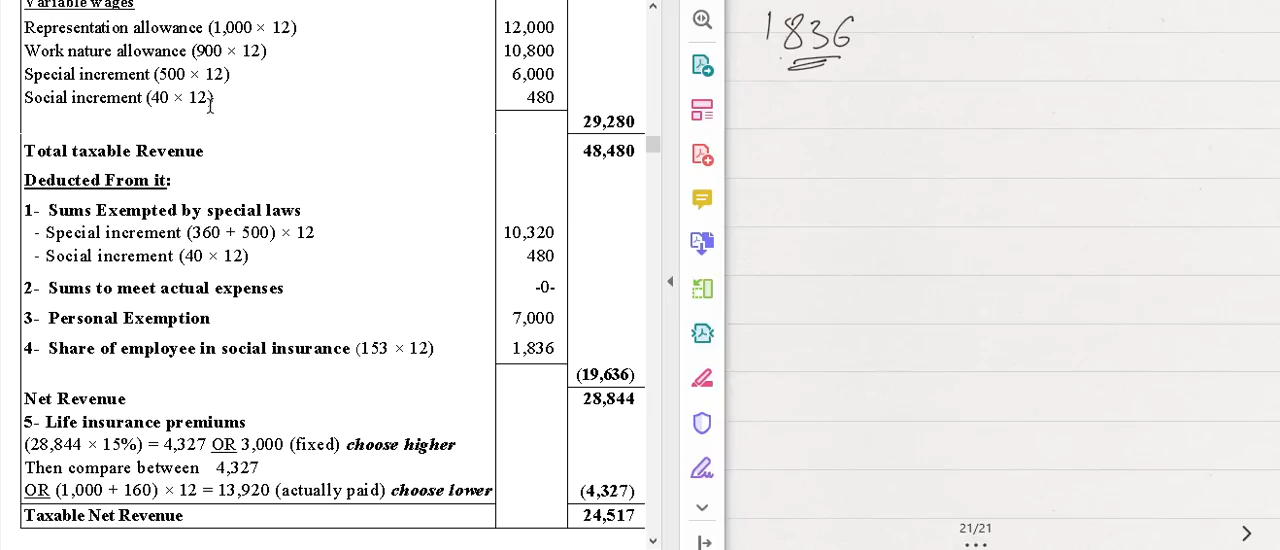 Variable wages
Representation allowance (1,000 × 12) 12,000
Work nature allowance (900 × 12) 10,800
Special increment (500 × 12) 6,000
Social increment (40 × 12) 480
29,280
Total taxable Revenue 48,480
Deducted From it:
1- Sums Exempted by special laws
- Special increment (360 + 500) × 12 10,320
- Social increment (40 × 12) 480
2- Sums to meet actual expenses -0-
3- Personal Exemption 7,000
4- Share of employee in social insurance (153 × 12) 1,836
(19,636)
Net Revenue 28,844
5- Life insurance premiums
(28,844 × 15%) = 4,327 OR 3,000 (fixed) choose higher
Then compare between 4,327
OR (1,000 + 160) × 12 = 13,920 (actually paid) choose lower (4,327)
Taxable Net Revenue 24,517
1836
21/21